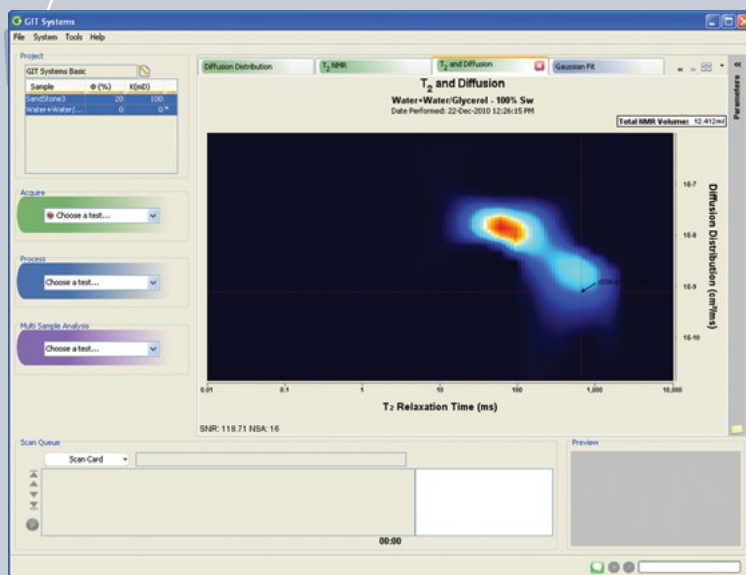 GIT Systems
File System Tools Help
Project
GIT Systems Basic
Sample Φ (%) K(mD)
SandStone3 20 100
Water+Water/... 0 0 *
Acquire
Choose a test...
Process
Choose a test...
Multi Sample Analysis
Choose a test...
Diffusion Distribution T₂ NMR T₂ and Diffusion Gaussian Fit
T₂ and Diffusion
Water+Water/Glycerol - 100% Sw
Date Performed: 22-Dec-2010 12:26:15 PM
Total NMR Volume: 12.412ml
Parameters
1E-7
1E-8
1E-9
1E-10
Diffusion Distribution (cm²/ms)
0.01 0.1 1 10 100 1,000 10,000
T₂ Relaxation Time (ms)
SNR: 118.71 NSA: 16
Scan Queue
Scan Card
00:00
Preview